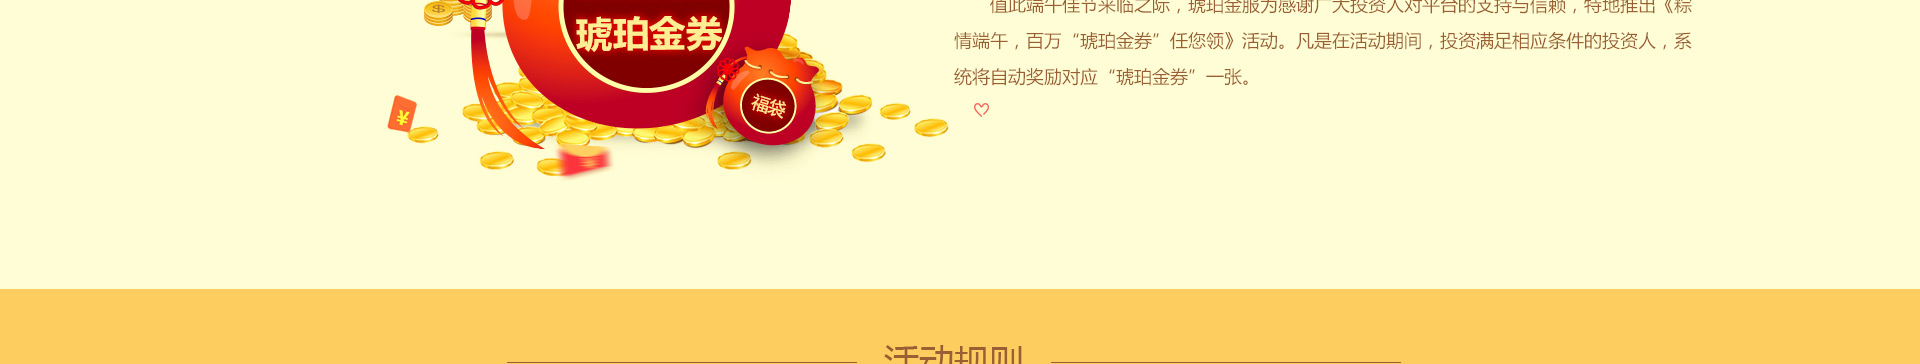 琥珀金券
福袋
¥
值此端午佳节来临之际，琥珀金服为感谢广大投资人对平台的支持与信赖，特地推出《粽
情端午，百万“琥珀金券”任您领》活动。凡是在活动期间，投资满足相应条件的投资人，系
统将自动奖励对应“琥珀金券”一张。
活动规则